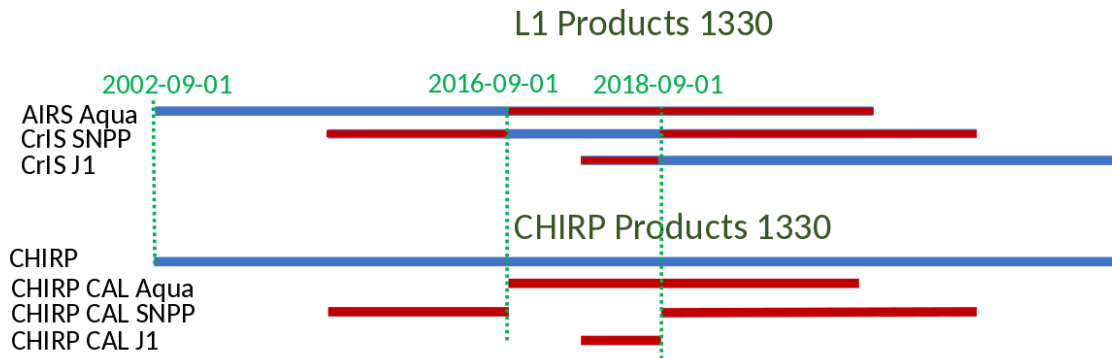 L1 Products 1330
2002-09-01 2016-09-01 2018-09-01
AIRS Aqua
CrIS SNPP
CrIS J1
CHIRP Products 1330
CHIRP
CHIRP CAL Aqua
CHIRP CAL SNPP
CHIRP CAL J1